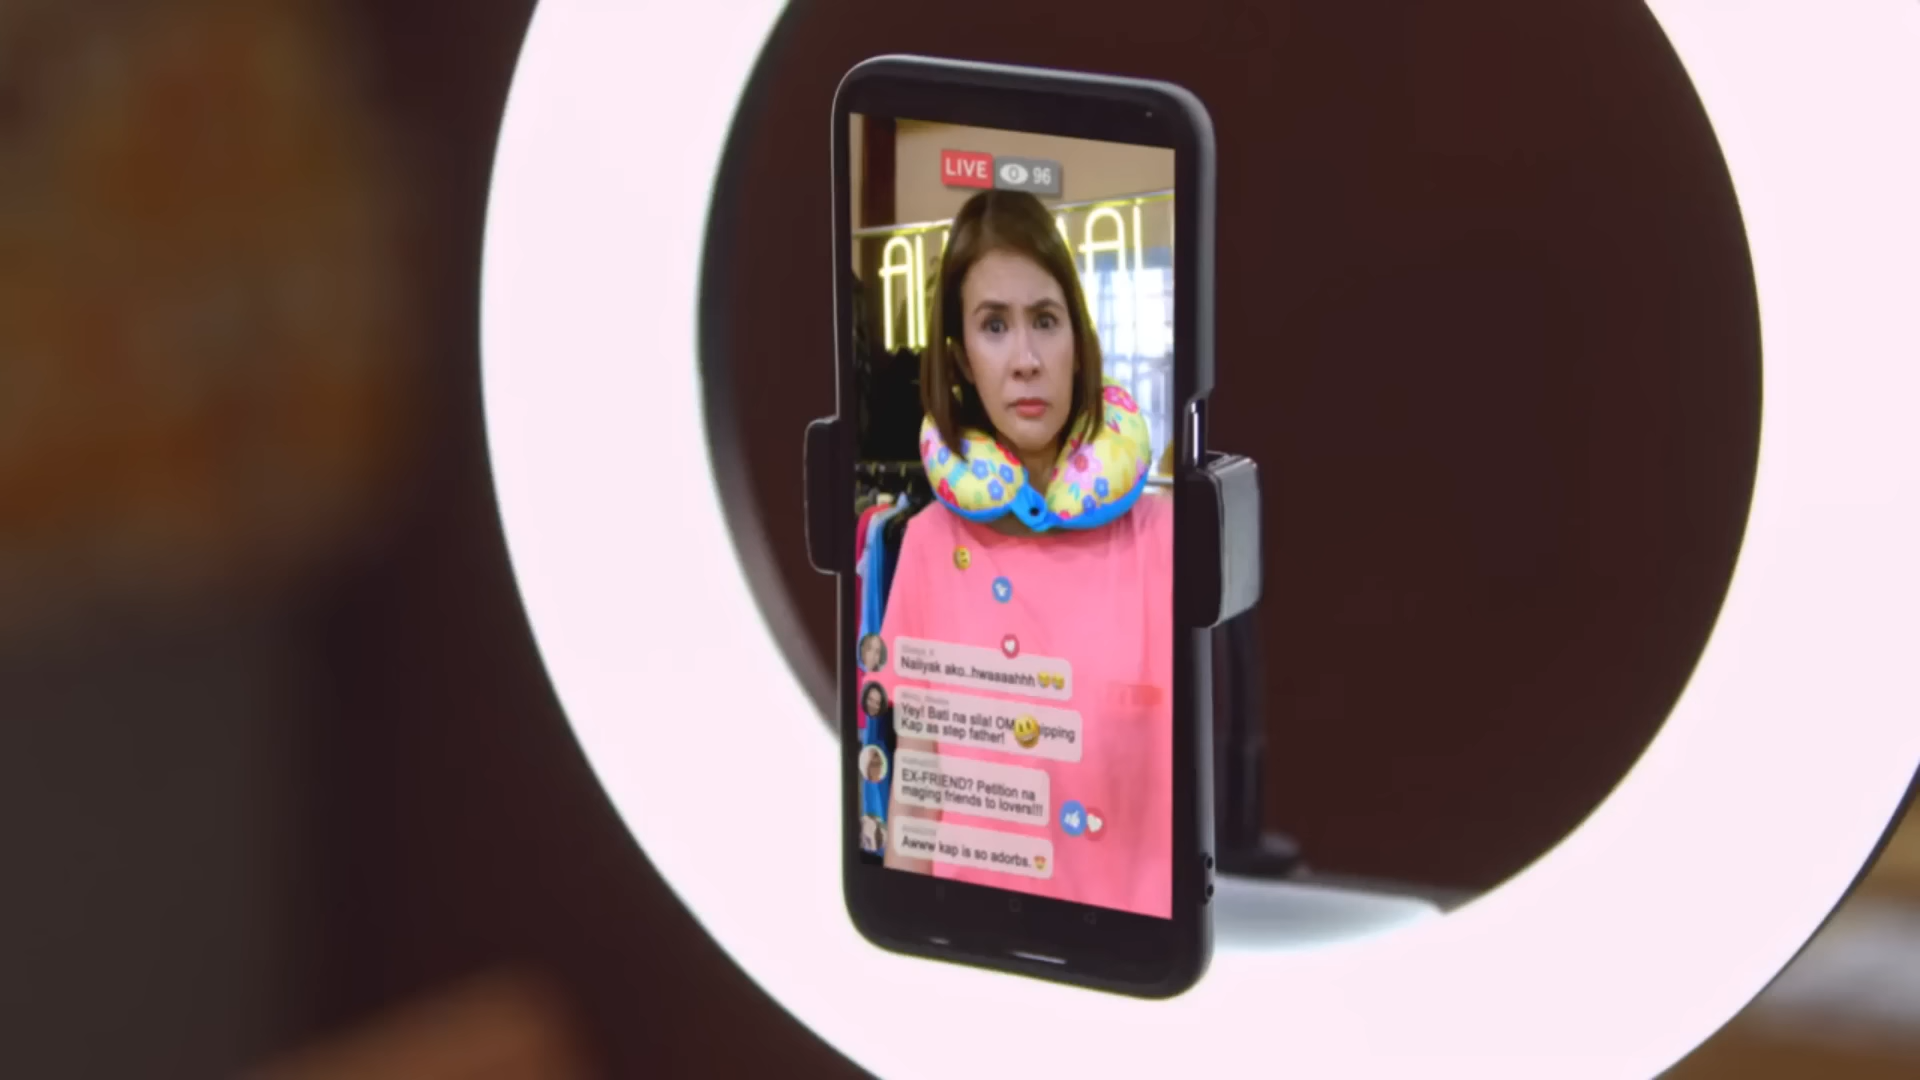 LIVE 96
Naiiyak ako..hwaaaahhh
Yey! Bati na sila! OM ipping
Kap as step father!
EX-FRIEND? Petition na
maging friends to lovers!!!
Awww kap is so adorbs.